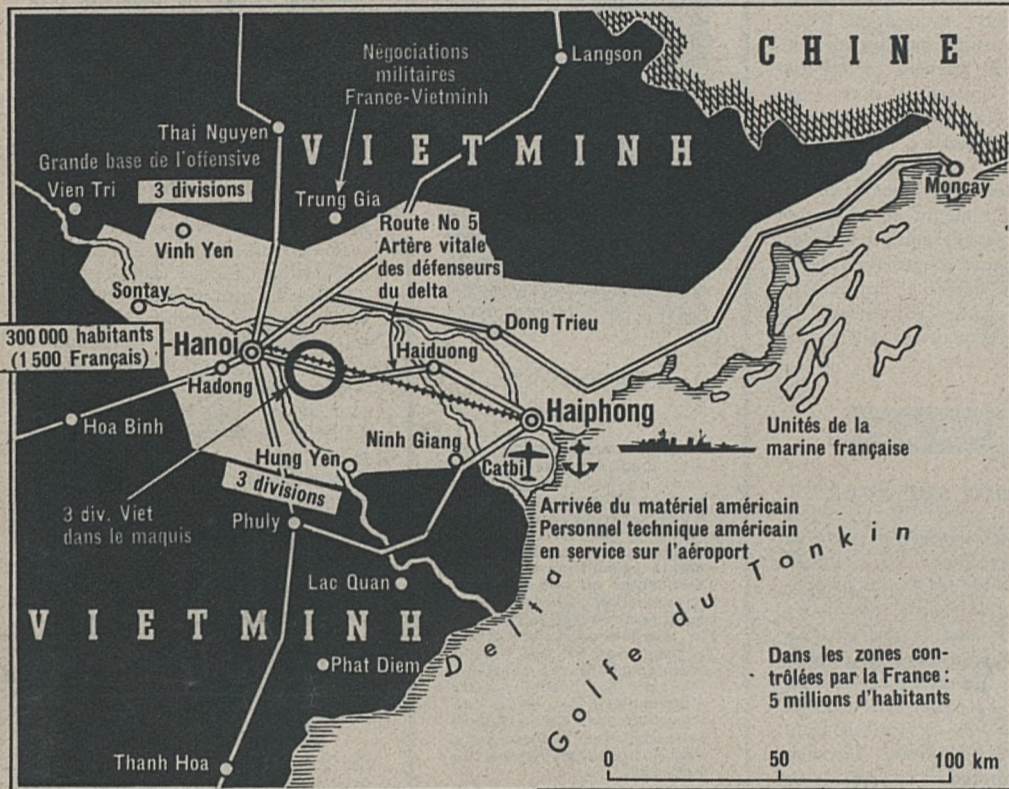 CHINE
Négociations
militaires
France-Vietminh
Langson
Thai Nguyen
VIETMINH
Grande base de l'offensive
3 divisions
Vien Tri
Trung Gia
Moncay
Vinh Yen
Route No 5
Artère vitale
des défenseurs
du delta
Sontay
300 000 habitants
(1 500 Français)
Hanoi
Dong Trieu
Haiduong
Hadong
Haiphong
Hoa Binh
Unités de la
marine française
Ninh Giang
Hung Yen
Catbi
3 divisions
3 div. Viet
dans le maquis
Phuly
Arrivée du matériel américain
Personnel technique américain
en service sur l'aéroport
Lac Quan
VIETMINH
Phat Diem
Delta
Golfe du Tonkin
Dans les zones con-
trôlées par la France :
5 millions d'habitants
Thanh Hoa
0 50 100 km